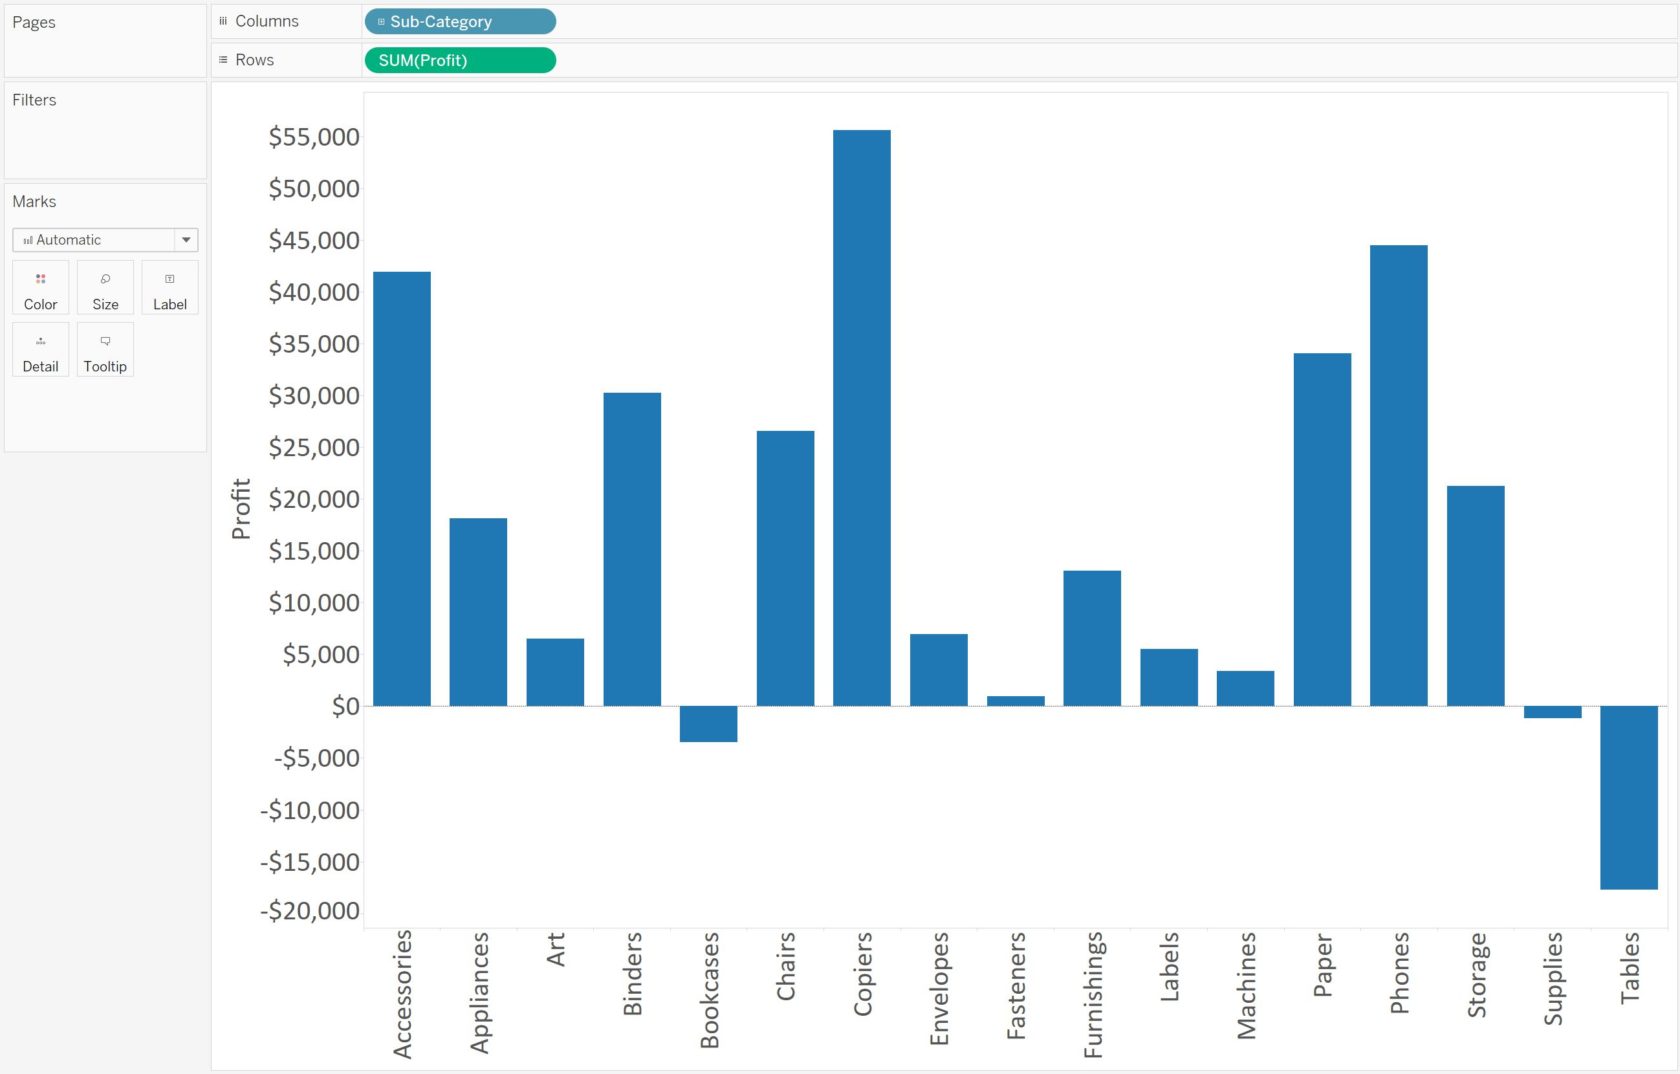 Pages
Columns
Sub-Category
Rows
SUM(Profit)
Filters
Marks
Automatic
Color
Size
Label
Detail
Tooltip
Profit
$55,000
$50,000
$45,000
$40,000
$35,000
$30,000
$25,000
$20,000
$15,000
$10,000
$5,000
$0
-$5,000
-$10,000
-$15,000
-$20,000
Accessories
Appliances
Art
Binders
Bookcases
Chairs
Copiers
Envelopes
Fasteners
Furnishings
Labels
Machines
Paper
Phones
Storage
Supplies
Tables